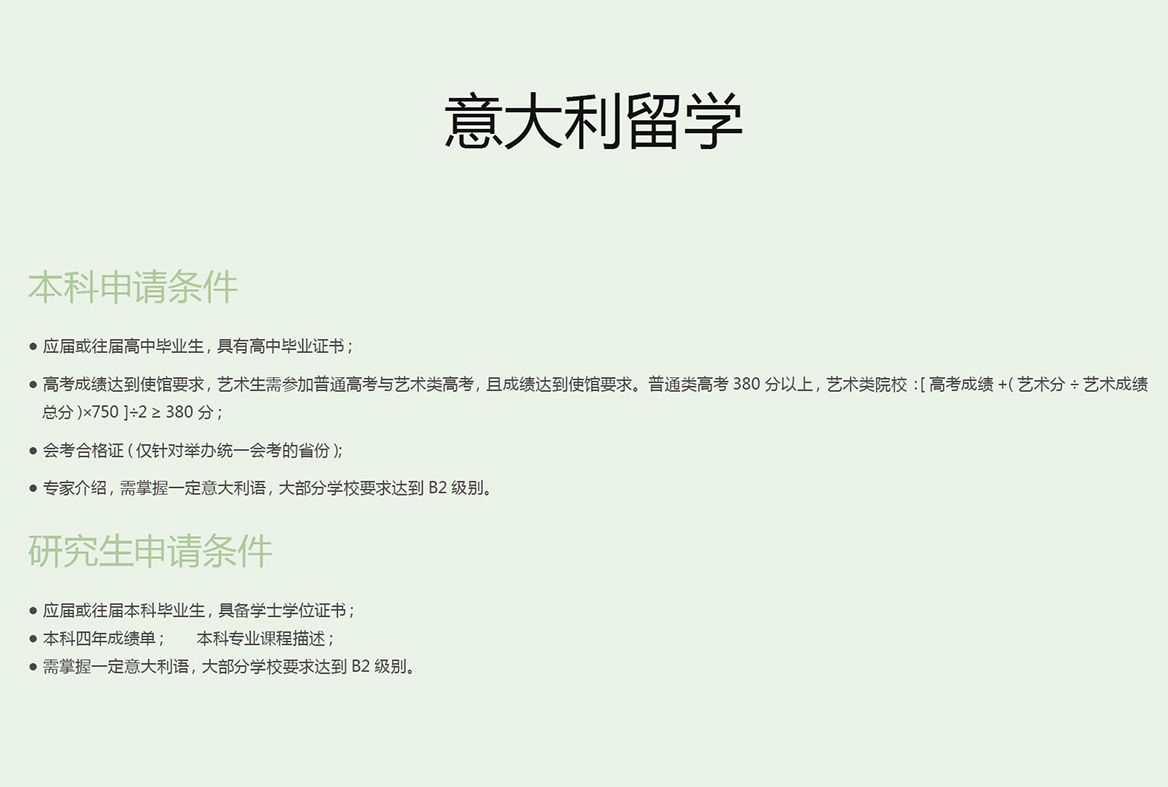 意大利留学
本科申请条件
● 应届或往届高中毕业生，具有高中毕业证书；
● 高考成绩达到使馆要求，艺术生需参加普通高考与艺术类高考，且成绩达到使馆要求。普通类高考 380 分以上，艺术类院校：[ 高考成绩 +( 艺术分 ÷ 艺术成绩
总分 )×750 ]÷2 ≥ 380 分；
● 会考合格证 ( 仅针对举办统一会考的省份 );
● 专家介绍，需掌握一定意大利语，大部分学校要求达到 B2 级别。
研究生申请条件
● 应届或往届本科毕业生，具备学士学位证书；
● 本科四年成绩单； 本科专业课程描述；
● 需掌握一定意大利语，大部分学校要求达到 B2 级别。